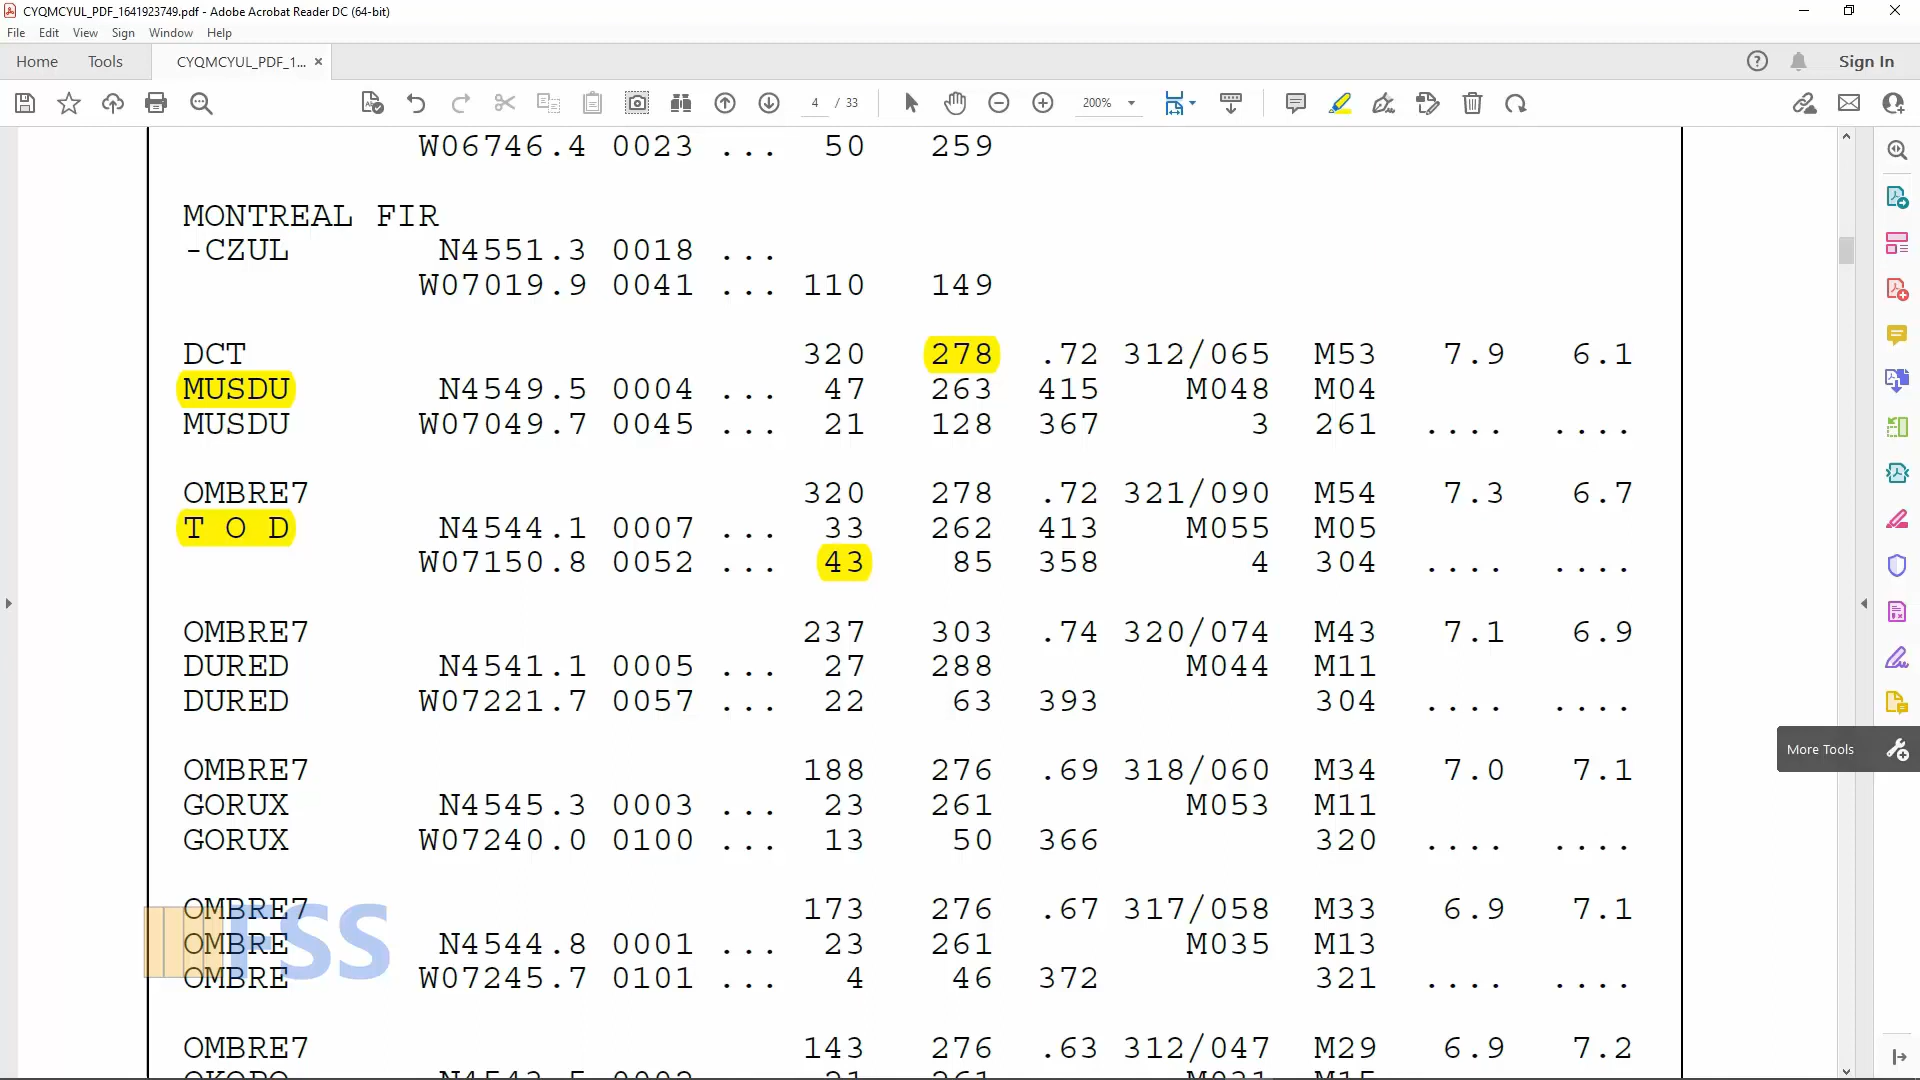 CYQMCYUL_PDF_1641923749.pdf - Adobe Acrobat Reader DC (64-bit)
File Edit View Sign Window Help
Home Tools CYQMCYUL_PDF_1... × Sign In
4 / 33 200%
W06746.4 0023 ... 50 259
MONTREAL FIR
-CZUL N4551.3 0018 ...
W07019.9 0041 ... 110 149
DCT 320 278 .72 312/065 M53 7.9 6.1
MUSDU N4549.5 0004 ... 47 263 415 M048 M04
MUSDU W07049.7 0045 ... 21 128 367 3 261 .... ....
OMBRE7 320 278 .72 321/090 M54 7.3 6.7
T O D N4544.1 0007 ... 33 262 413 M055 M05
W07150.8 0052 ... 43 85 358 4 304 .... ....
OMBRE7 237 303 .74 320/074 M43 7.1 6.9
DURED N4541.1 0005 ... 27 288 M044 M11
DURED W07221.7 0057 ... 22 63 393 304 .... ....
More Tools
OMBRE7 188 276 .69 318/060 M34 7.0 7.1
GORUX N4545.3 0003 ... 23 261 M053 M11
GORUX W07240.0 0100 ... 13 50 366 320 .... ....
OMBRE7 173 276 .67 317/058 M33 6.9 7.1
FSS
OMBRE N4544.8 0001 ... 23 261 M035 M13
OMBRE W07245.7 0101 ... 4 46 372 321 .... ....
OMBRE7 143 276 .63 312/047 M29 6.9 7.2